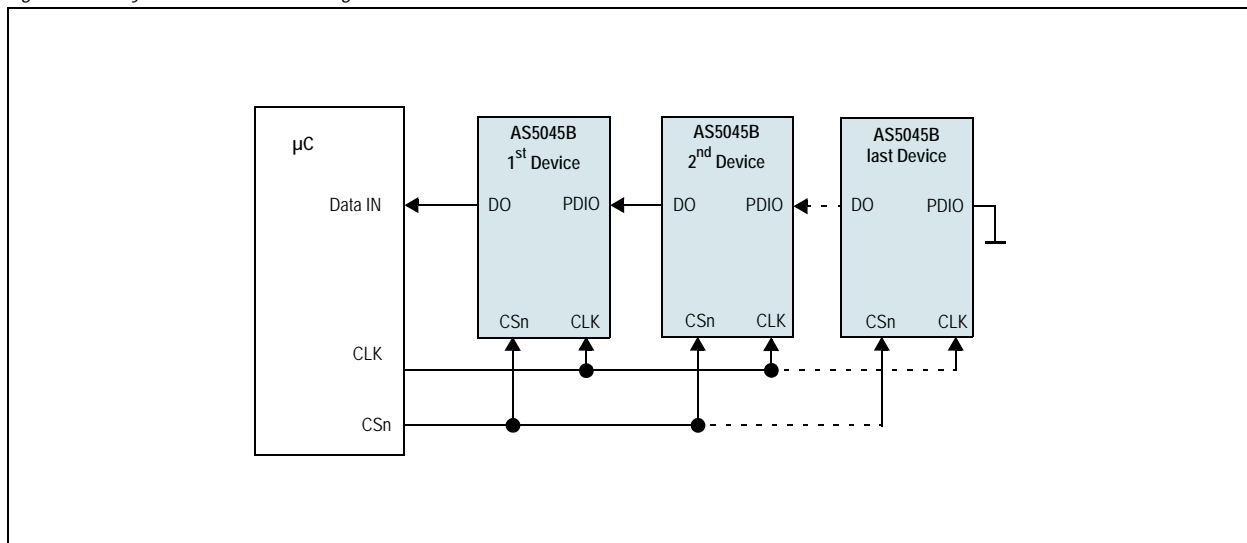 µC
AS5045B
1st Device
AS5045B
2nd Device
AS5045B
last Device
Data IN
DO PDIO
DO PDIO
DO PDIO
CSn CLK
CSn CLK
CSn CLK
CLK
CSn